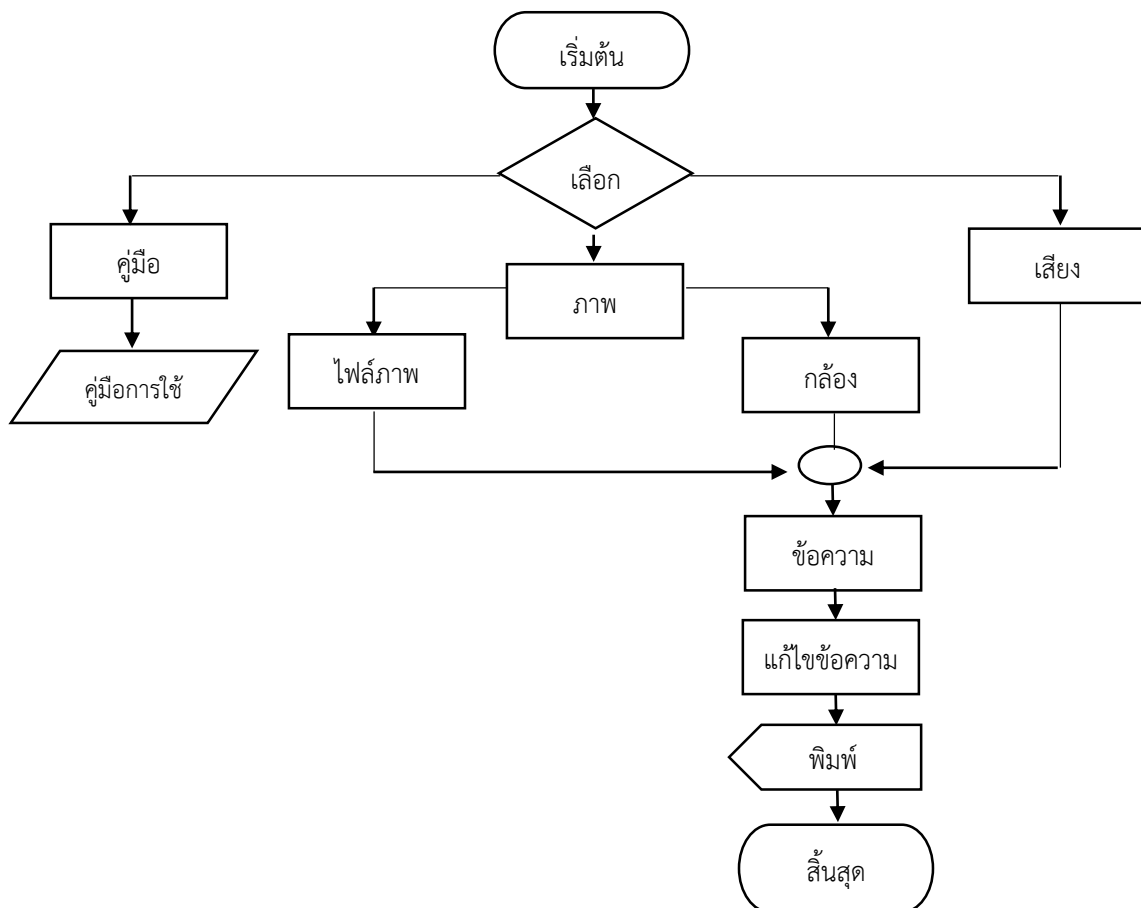 เริ่มต้น
เลือก
คู่มือ
ภาพ
เสียง
ไฟล์ภาพ
กล้อง
คู่มือการใช้
ข้อความ
แก้ไขข้อความ
พิมพ์
สิ้นสุด